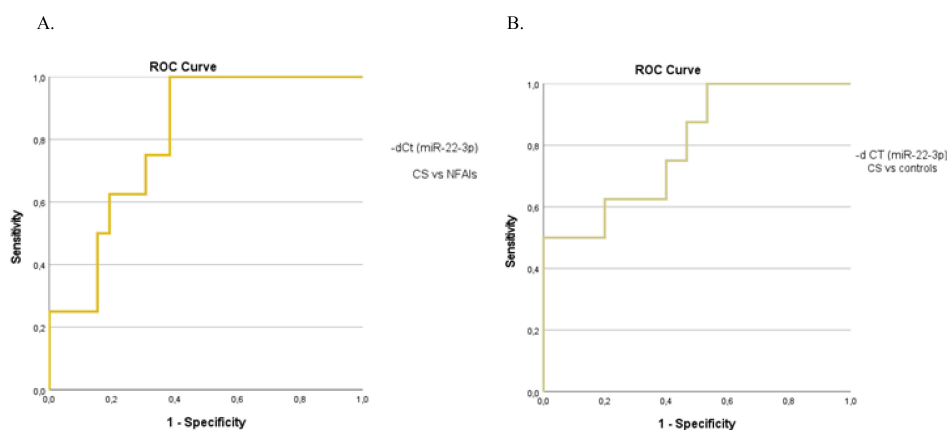 A.
ROC Curve
1,0
0,8
0,6
0,4
0,2
0,0
0,0 0,2 0,4 0,6 0,8 1,0
Sensitivity
1 - Specificity
-dCt (miR-22-3p)
CS vs NFAIs
B.
ROC Curve
1,0
0,8
0,6
0,4
0,2
0,0
0,0 0,2 0,4 0,6 0,8 1,0
Sensitivity
1 - Specificity
-d CT (miR-22-3p)
CS vs controls